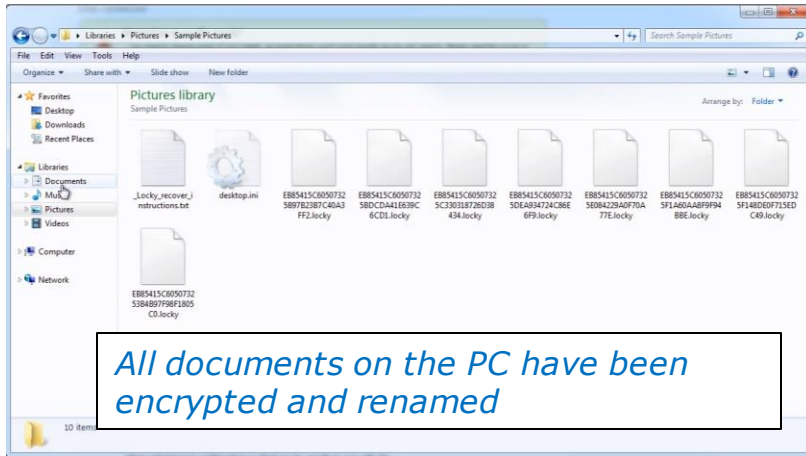 Libraries ▸ Pictures ▸ Sample Pictures
Search Sample Pictures
File Edit View Tools Help
Organize Share with Slide show New folder
Favorites
Desktop
Downloads
Recent Places
Libraries
Documents
Pictures
Videos
Computer
Network
Pictures library
Sample Pictures
Arrange by: Folder
_Locky_recover_i
nstructions.txt
desktop.ini
EB85415C6050732
5B97B23B7C40A3
FF2.locky
EB85415C6050732
5BDCDA41E639C
6CD1.locky
EB85415C6050732
5C330318726D38
434.locky
EB85415C6050732
5DEA934724C86E
6F9.locky
EB85415C6050732
5E084229A0F70A
77E.locky
EB85415C6050732
5F1A60AA8F9F94
BBE.locky
EB85415C6050732
5F148DE0F715ED
C49.locky
EB85415C6050732
53B4B97F98F1805
C0.locky
All documents on the PC have been
encrypted and renamed
10 items